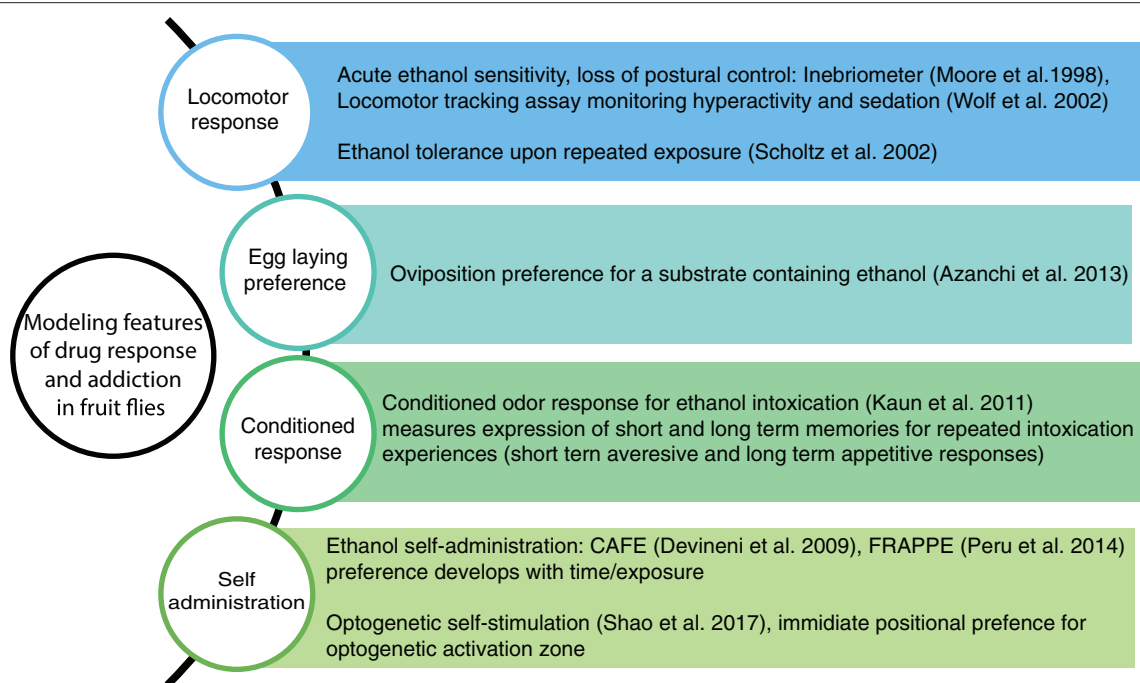 Modeling features
of drug response
and addiction
in fruit flies
Locomotor
response
Acute ethanol sensitivity, loss of postural control: Inebriometer (Moore et al.1998),
Locomotor tracking assay monitoring hyperactivity and sedation (Wolf et al. 2002)
Ethanol tolerance upon repeated exposure (Scholtz et al. 2002)
Egg laying
preference
Oviposition preference for a substrate containing ethanol (Azanchi et al. 2013)
Conditioned
response
Conditioned odor response for ethanol intoxication (Kaun et al. 2011)
measures expression of short and long term memories for repeated intoxication
experiences (short tern averesive and long term appetitive responses)
Self
administration
Ethanol self-administration: CAFE (Devineni et al. 2009), FRAPPE (Peru et al. 2014)
preference develops with time/exposure
Optogenetic self-stimulation (Shao et al. 2017), immidiate positional prefence for
optogenetic activation zone